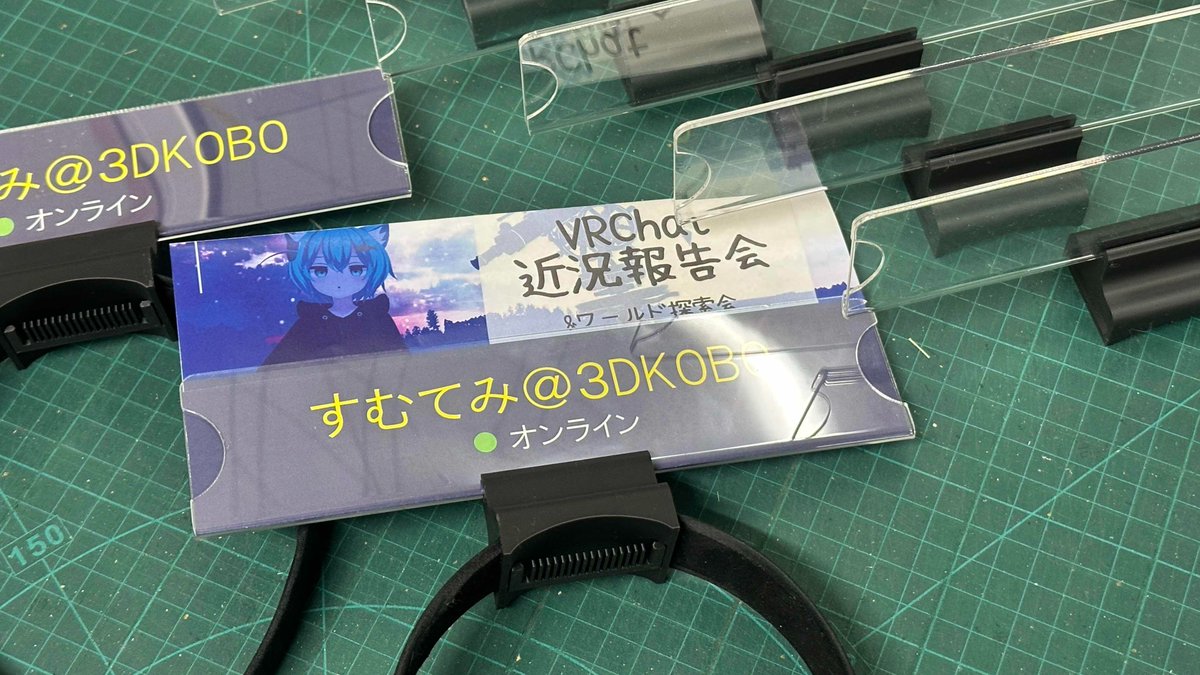 RChat
み@3DKOBO
オンライン
VRChat
近況報告会
&ワールド探索会
すむてみ@3DKOBO
オンライン
150